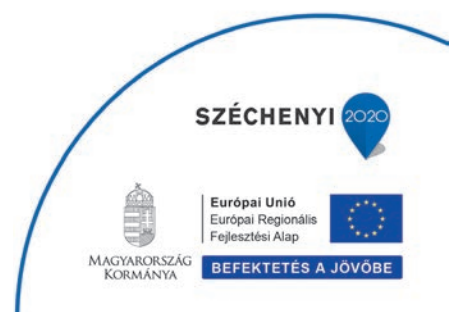 SZÉCHENYI 2020
Európai Unió
Európai Regionális
Fejlesztési Alap
MAGYARORSZÁG
KORMÁNYA
BEFEKTETÉS A JÖVŐBE